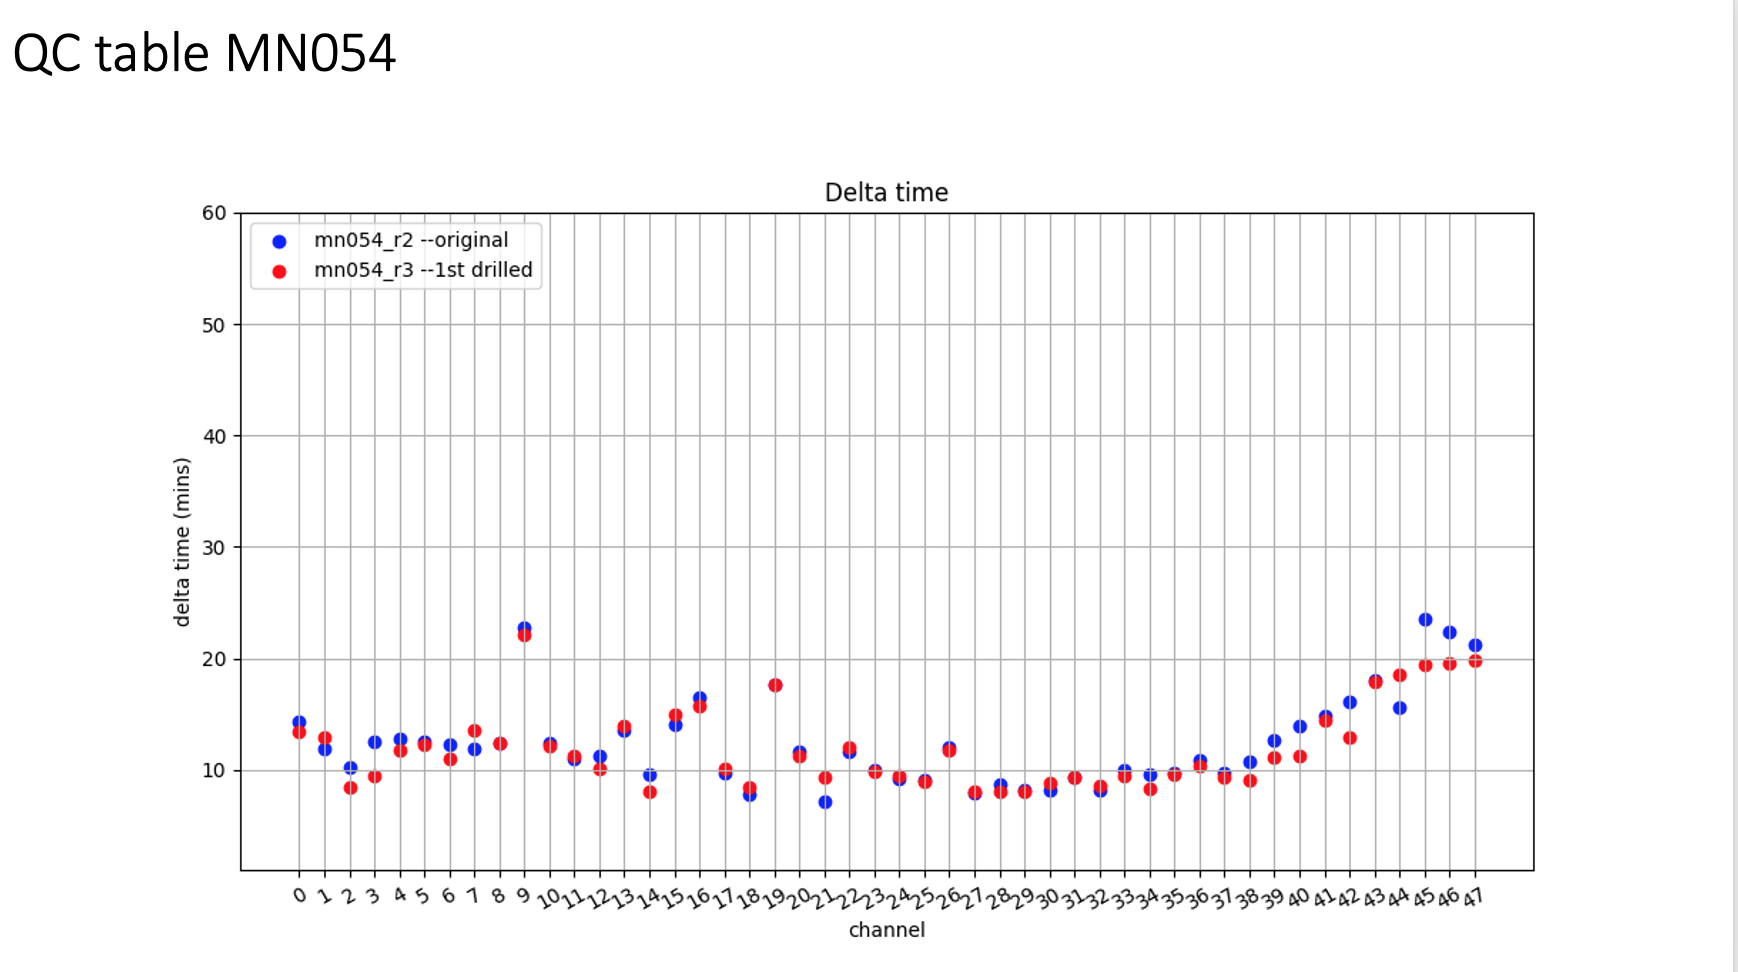 QC table MN054
Delta time
60
mn054_r2 --original
mn054_r3 --1st drilled
50
40
30
20
10
delta time (mins)
0 1 2 3 4 5 6 7 8 9 10 11 12 13 14 15 16 17 18 19 20 21 22 23 24 25 26 27 28 29 30 31 32 33 34 35 36 37 38 39 40 41 42 43 44 45 46 47
channel